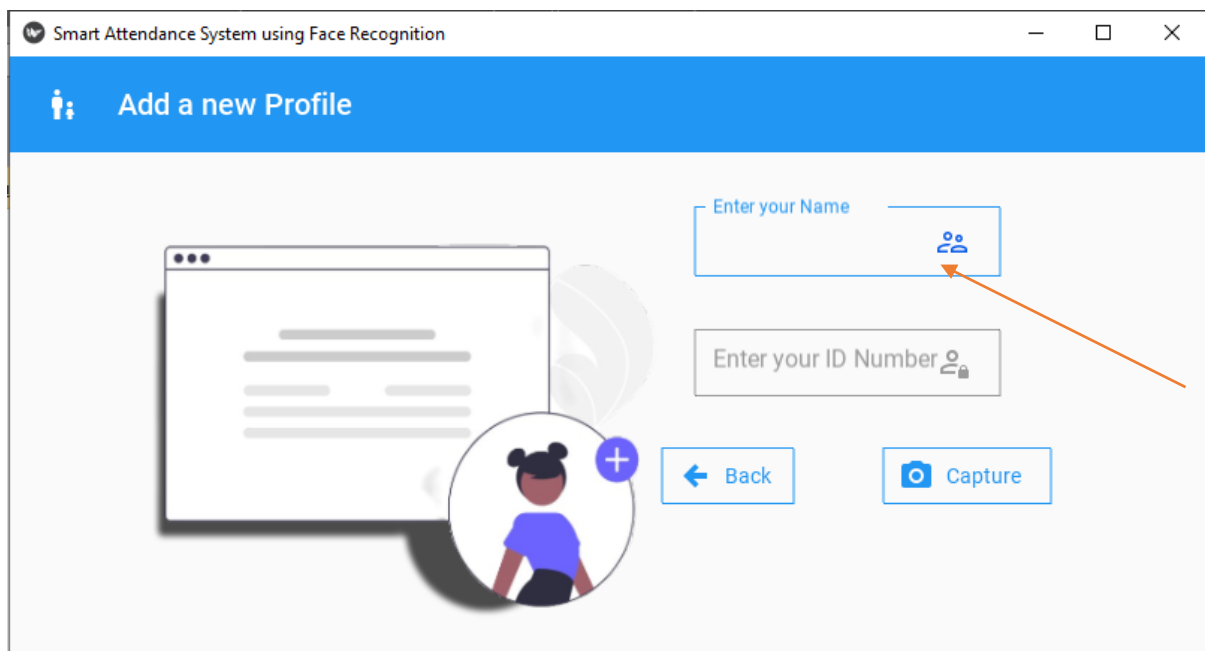 Smart Attendance System using Face Recognition
Add a new Profile
Enter your Name
Enter your ID Number
Back
Capture